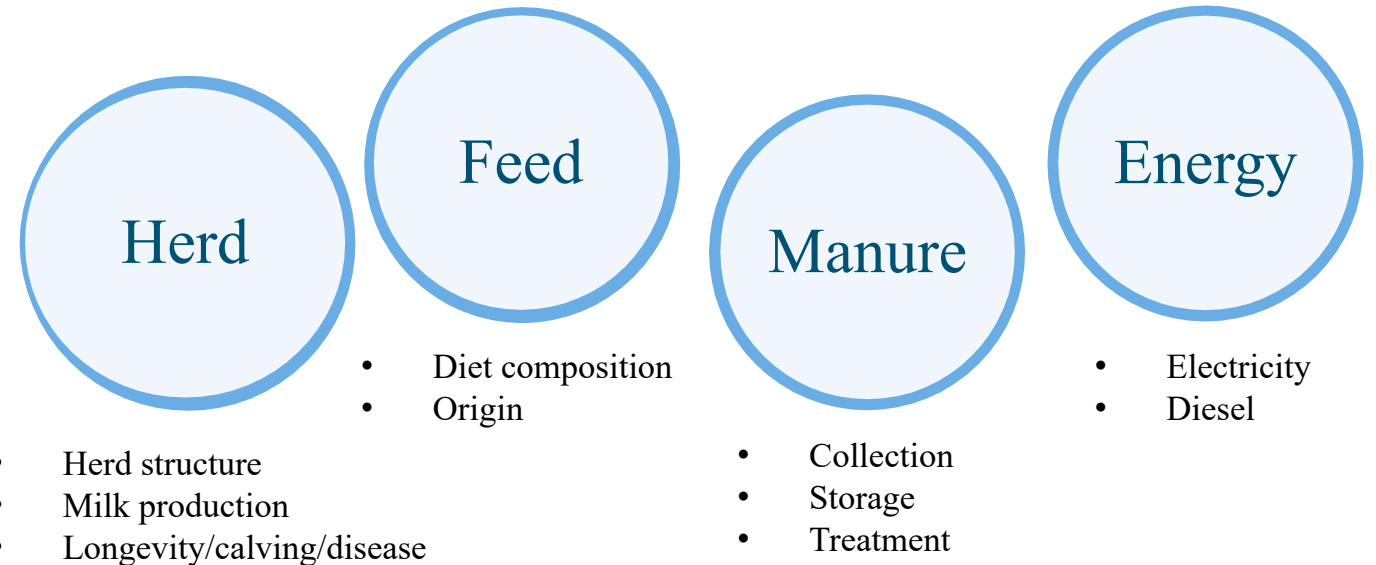 Herd
• Herd structure
• Milk production
• Longevity/calving/disease
Feed
• Diet composition
• Origin
Manure
• Collection
• Storage
• Treatment
Energy
• Electricity
• Diesel